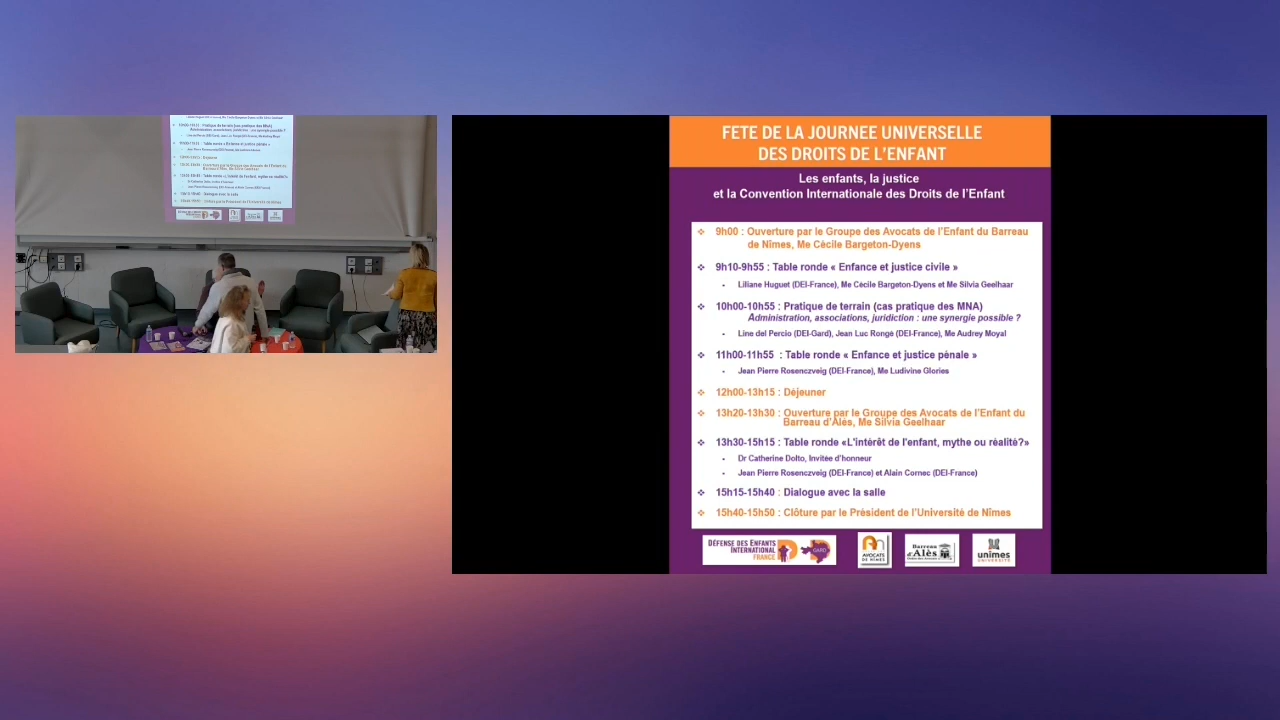 FETE DE LA JOURNEE UNIVERSELLE
DES DROITS DE L'ENFANT
Les enfants, la justice
et la Convention Internationale des Droits de l'Enfant
9h00 : Ouverture par le Groupe des Avocats de l'Enfant du Barreau
de Nîmes, Me Cécile Bargeton-Dyens
9h10-9h55 : Table ronde « Enfance et justice civile »
Liliane Huguet (DEI-France), Me Cécile Bargeton-Dyens et Me Silvia Geelhaar
10h00-10h55 : Pratique de terrain (cas pratique des MNA)
Administration, associations, juridiction : une synergie possible ?
Line del Percio (DEI-Gard), Jean Luc Rongé (DEI-France), Me Audrey Moyal
11h00-11h55 : Table ronde « Enfance et justice pénale »
Jean Pierre Rosenczveig (DEI-France), Me Ludivine Glories
12h00-13h15 : Déjeuner
13h20-13h30 : Ouverture par le Groupe des Avocats de l'Enfant du
Barreau d'Alès, Me Silvia Geelhaar
13h30-15h15 : Table ronde «L'intérêt de l'enfant, mythe ou réalité?»
Dr Catherine Dolto, Invitée d'honneur
Jean Pierre Rosenczveig (DEI-France) et Alain Cornec (DEI-France)
15h15-15h40 : Dialogue avec la salle
15h40-15h50 : Clôture par le Président de l'Université de Nîmes
DÉFENSE DES ENFANTS
INTERNATIONAL
FRANCE
GARD
AVOCATS
DE NÎMES
Barreau
d'Alès
unimes
UNIVERSITÉ